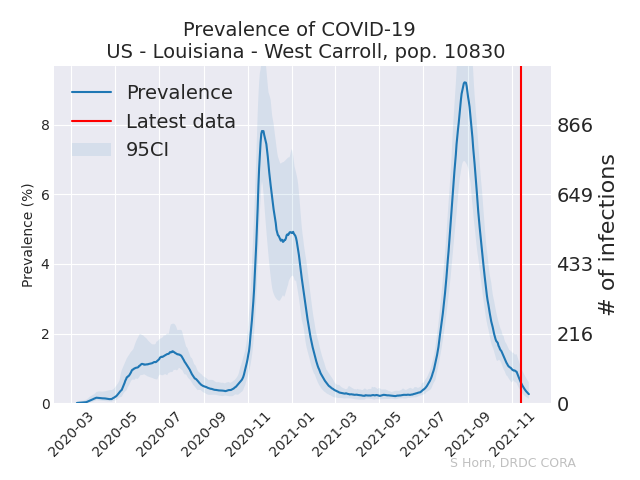 Prevalence of COVID-19
US - Louisiana - West Carroll, pop. 10830
Prevalence
Latest data
95CI
Prevalence (%)
8
6
4
2
0
866
649
433
216
0
# of infections
2020-03
2020-05
2020-07
2020-09
2020-11
2021-01
2021-03
2021-05
2021-07
2021-09
2021-11
S Horn, DRDC CORA